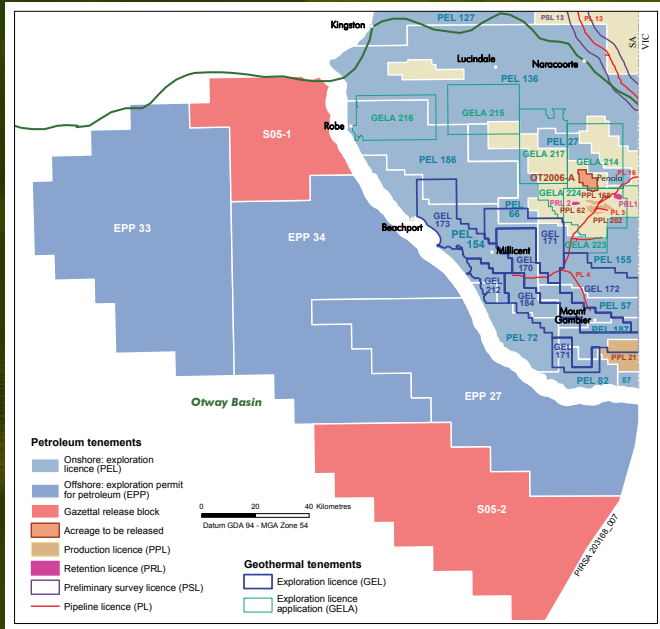 PEL 127
PSL 13
PL 13
SA
VIC
Kingston
Lucindale
Naracoorte
PEL 136
S05-1
Robe
GELA 216
GELA 215
PEL 27
GELA 217
GELA 214
PEL 186
OT2006-A
Penola
PL 16
GELA 224
PPL 168
PRL 2
PRL1
PPL 62
PL 3
PPL 202
EPP 33
EPP 34
GEL
173
PEL
66
Beachport
PEL
154
GEL
171
GELA 223
Millicent
PEL 155
GEL
170
PL 4
GEL
212
GEL
184
GEL 172
PEL 57
Mount
Gambier
PEL 187
PEL 72
GEL
171
PPL 21
PEL 82
57
EPP 27
Otway Basin
S05-2
PIRSA 203168_007
Petroleum tenements
Onshore: exploration
licence (PEL)
Offshore: exploration permit
for petroleum (EPP)
Gazettal release block
Acreage to be released
Production licence (PPL)
Retention licence (PRL)
Preliminary survey licence (PSL)
Pipeline licence (PL)
0 20 40 Kilometres
Datum GDA 94 - MGA Zone 54
Geothermal tenements
Exploration licence (GEL)
Exploration licence
application (GELA)